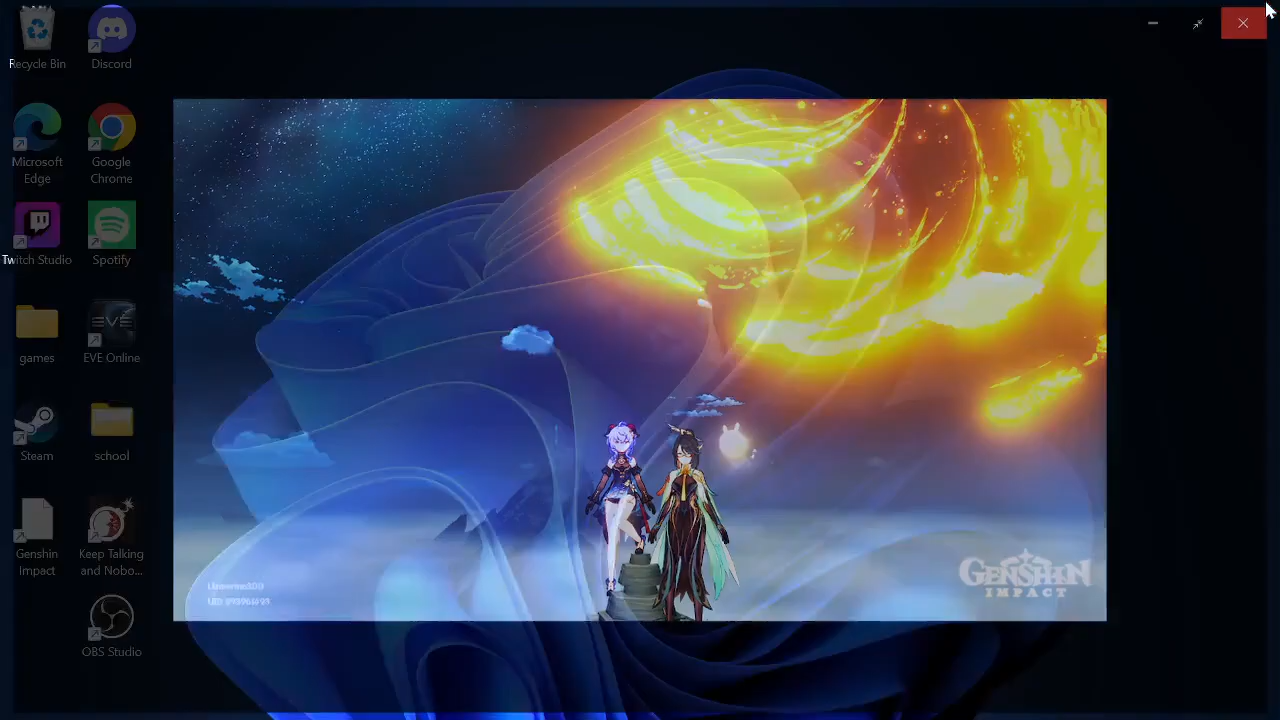 Recycle Bin
Discord
Microsoft
Edge
Google
Chrome
Twitch Studio
Spotify
games
EVE
EVE Online
Steam
school
Genshin
Impact
Keep Talking
and Nobo...
OBS Studio
GENSHIN
IMPACT